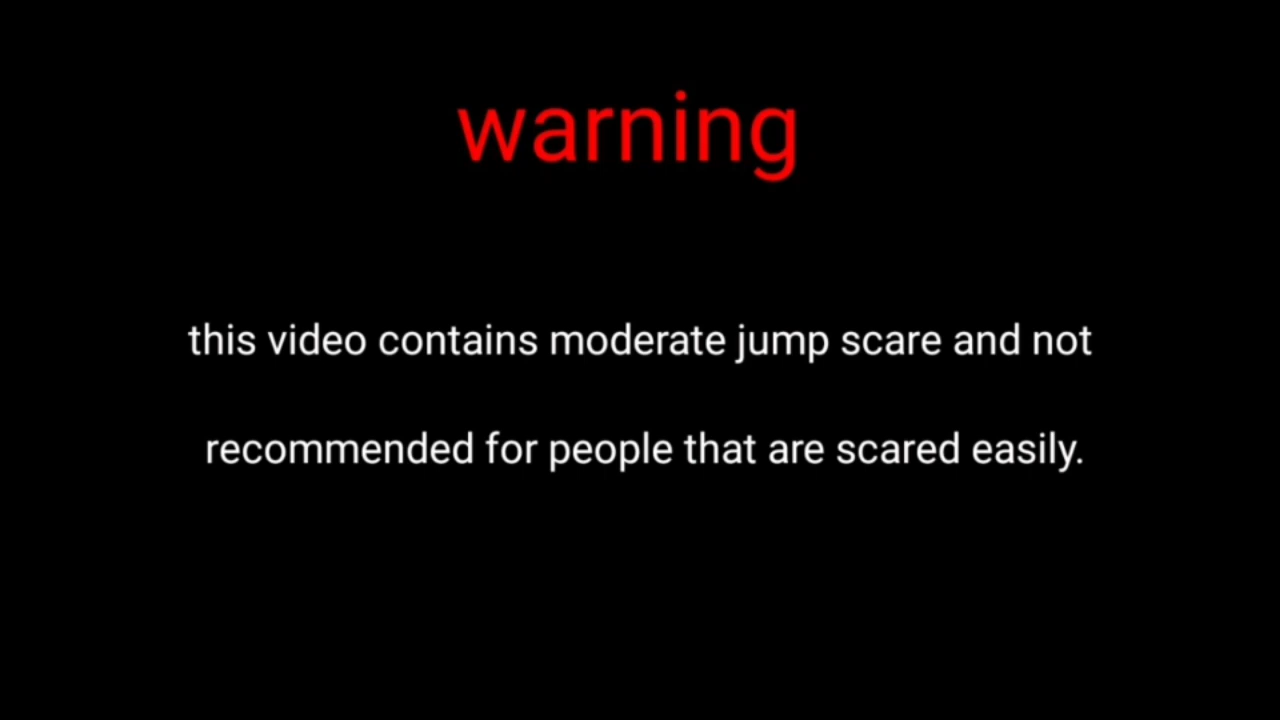 warning
this video contains moderate jump scare and not
recommended for people that are scared easily.